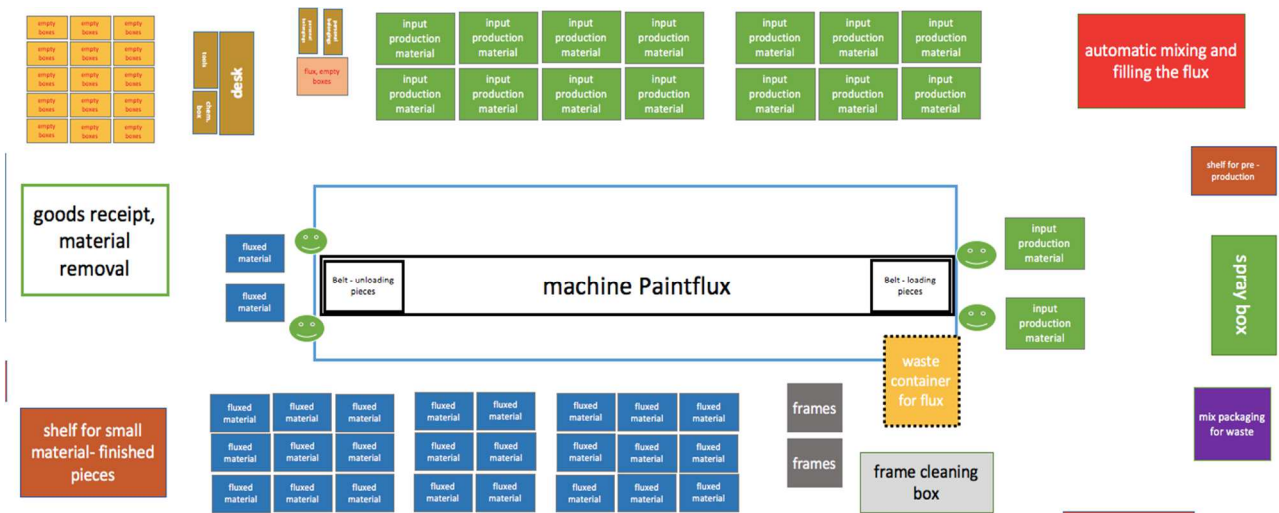 empty
boxes
empty
boxes
empty
boxes
empty
boxes
empty
boxes
empty
boxes
empty
boxes
empty
boxes
empty
boxes
empty
boxes
empty
boxes
empty
boxes
empty
boxes
empty
boxes
empty
boxes
tools
chem.
box
desk
personal
belongings
personal
belongings
flux, empty
boxes
input
production
material
input
production
material
input
production
material
input
production
material
input
production
material
input
production
material
input
production
material
input
production
material
input
production
material
input
production
material
input
production
material
input
production
material
input
production
material
input
production
material
automatic mixing and
filling the flux
shelf for pre -
production
goods receipt,
material
removal
fluxed
material
fluxed
material
Belt - unloading
pieces
machine Paintflux
Belt - loading
pieces
input
production
material
input
production
material
spray box
waste
container
for flux
mix packaging
for waste
shelf for small
material- finished
pieces
fluxed
material
fluxed
material
fluxed
material
fluxed
material
fluxed
material
fluxed
material
fluxed
material
fluxed
material
fluxed
material
fluxed
material
fluxed
material
fluxed
material
fluxed
material
fluxed
material
fluxed
material
fluxed
material
fluxed
material
fluxed
material
fluxed
material
fluxed
material
fluxed
material
fluxed
material
fluxed
material
fluxed
material
frames
frames
frame cleaning
box